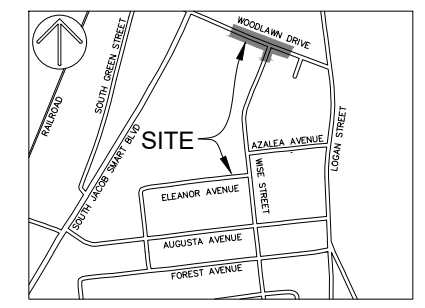 WOODLAWN DRIVE
SOUTH GREEN STREET
RAILROAD
SITE
SOUTH JACOB SMART BLVD
AZALEA AVENUE
LOGAN STREET
WISE STREET
ELEANOR AVENUE
AUGUSTA AVENUE
FOREST AVENUE